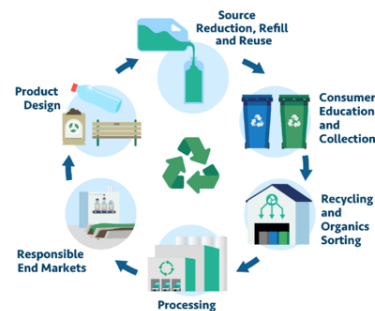 Source
Reduction, Refill
and Reuse
Consumer
Education
and
Collection
Recycling
and
Organics
Sorting
Processing
Responsible
End Markets
Product
Design